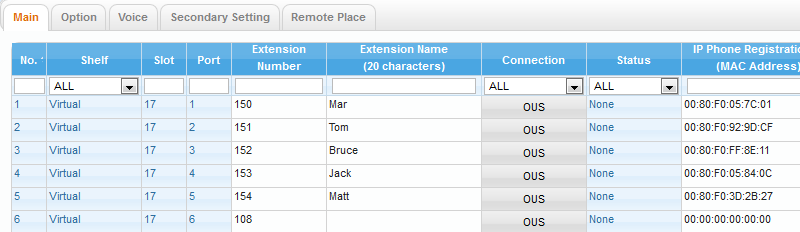 Main Option Voice Secondary Setting Remote Place
No. Shelf Slot Port Extension Number Extension Name (20 characters) Connection Status IP Phone Registratio (MAC Address)
ALL ALL ALL
1 Virtual 17 1 150 Mar OUS None 00:80:F0:05:7C:01
2 Virtual 17 2 151 Tom OUS None 00:80:F0:92:9D:CF
3 Virtual 17 3 152 Bruce OUS None 00:80:F0:FF:8E:11
4 Virtual 17 4 153 Jack OUS None 00:80:F0:05:84:0C
5 Virtual 17 5 154 Matt OUS None 00:80:F0:3D:2B:27
6 Virtual 17 6 108 OUS None 00:00:00:00:00:00